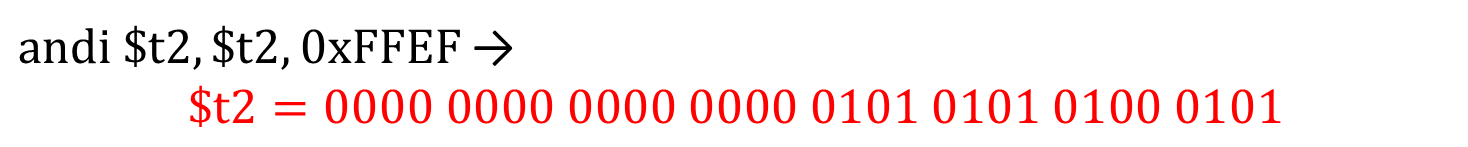 andi $t2, $t2, 0xFFEF →
$t2 = 0000 0000 0000 0000 0101 0101 0100 0101